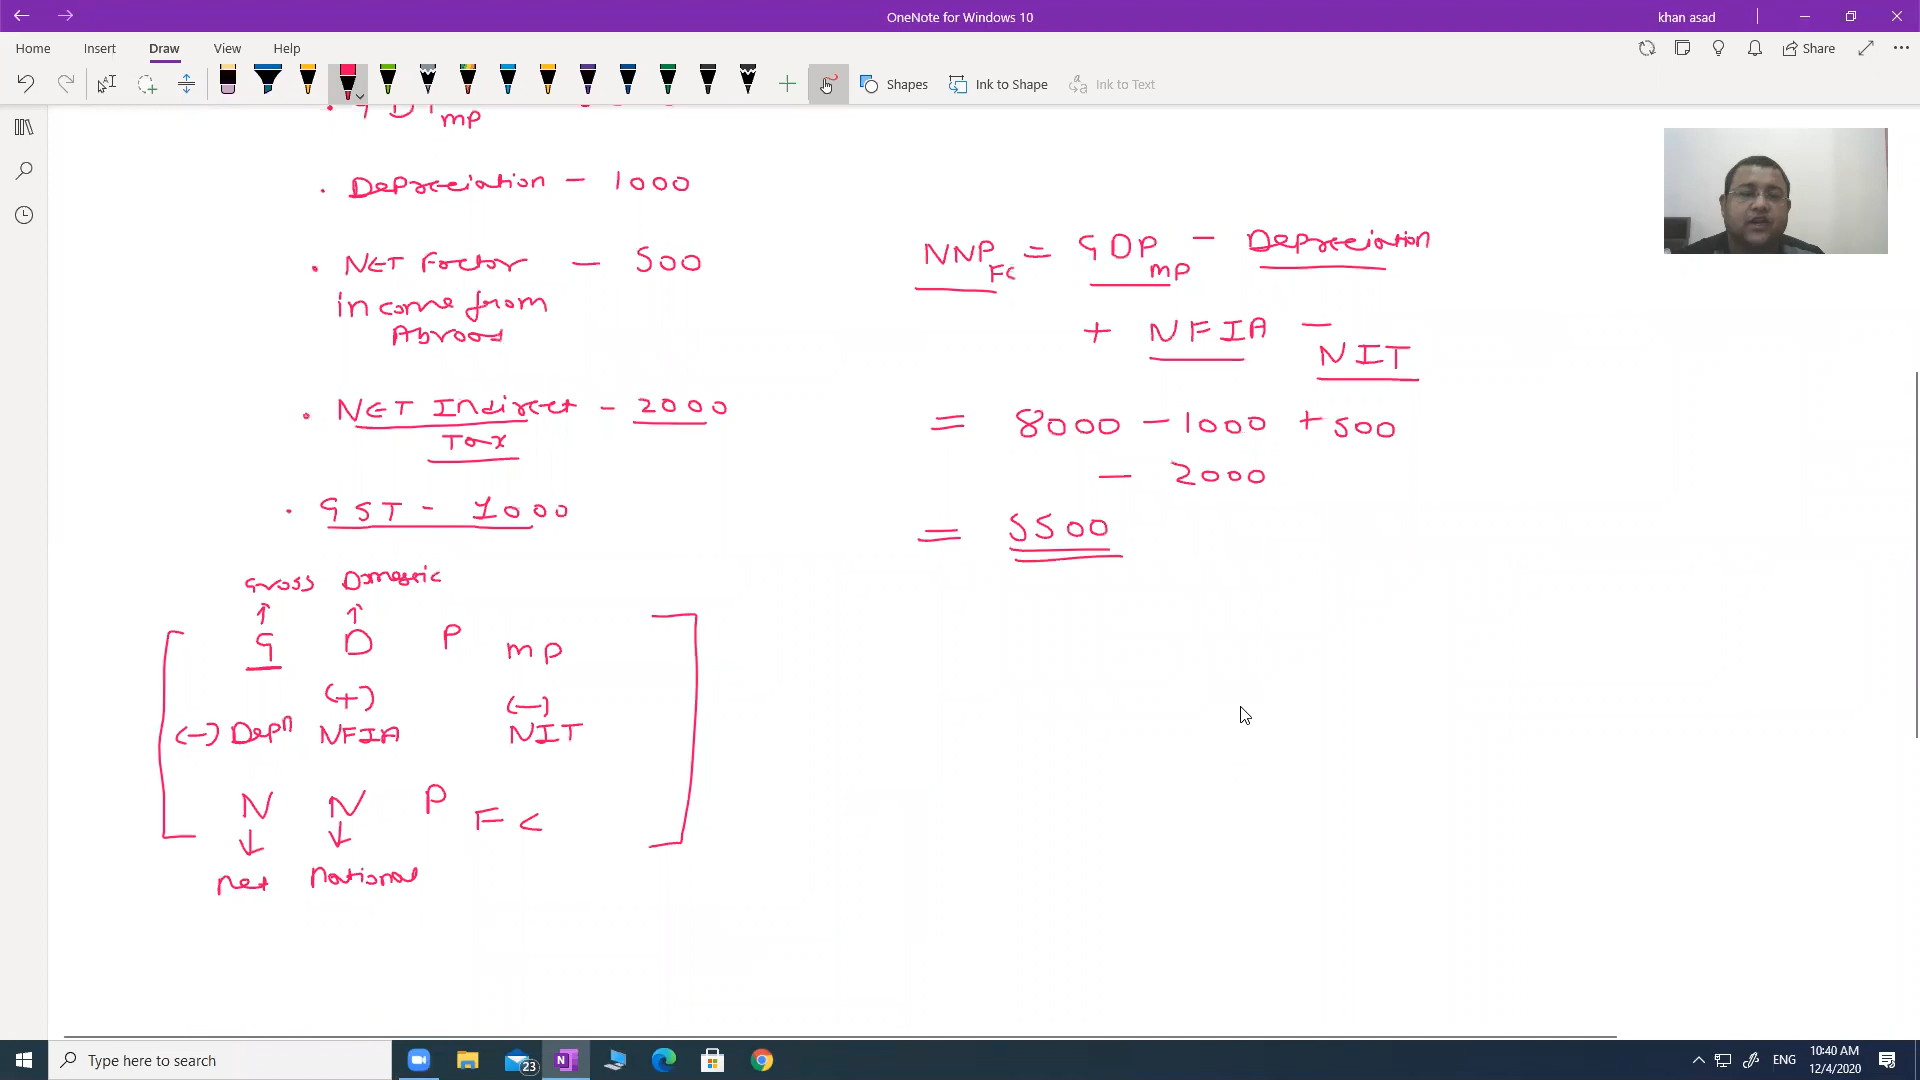 OneNote for Windows 10
khan asad
Home Insert Draw View Help
Share
Shapes Ink to Shape Ink to Text
mp
Depreciation - 1000
NET Factor - 500
income from
Abroad
NET Indirect - 2000
Tax
GST - 1000
Gross Domestic
G D P mp
(+) (-)
(-) Depn NFIA NIT
N N P FC
Net National
NNP FC = GDP mp - Depreciation
+ NFIA - NIT
= 8000 - 1000 + 500
- 2000
= 5500
Type here to search
23
ENG
10:40 AM
12/4/2020